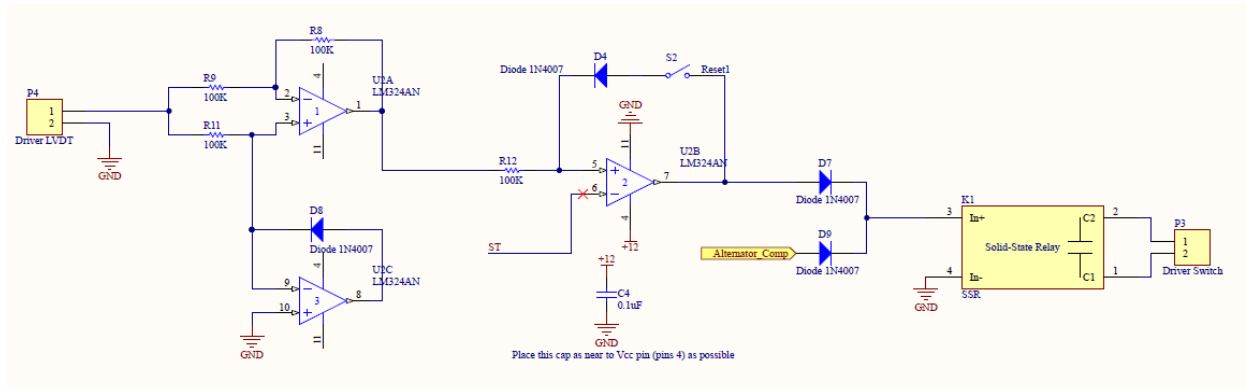 R8
100K
D4
S2
Diode 1N4007
Reset1
4
U2A
LM324AN
R9
100K
P4
1
2
Driver LVDT
GND
2
3
1
1
11
R11
100K
GND
11
U2B
LM324AN
R12
100K
5
6
2
7
4
+12
D7
Diode 1N4007
K1
3
In+
C2
2
P3
1
2
Driver Switch
Solid-State Relay
4
In-
C1
1
SSR
GND
D8
Diode 1N4007
4
U2C
LM324AN
9
10
3
8
11
GND
ST
Alternator_Comp
D9
Diode 1N4007
+12
C4
0.1uF
GND
Place this cap as near to Vcc pin (pins 4) as possible